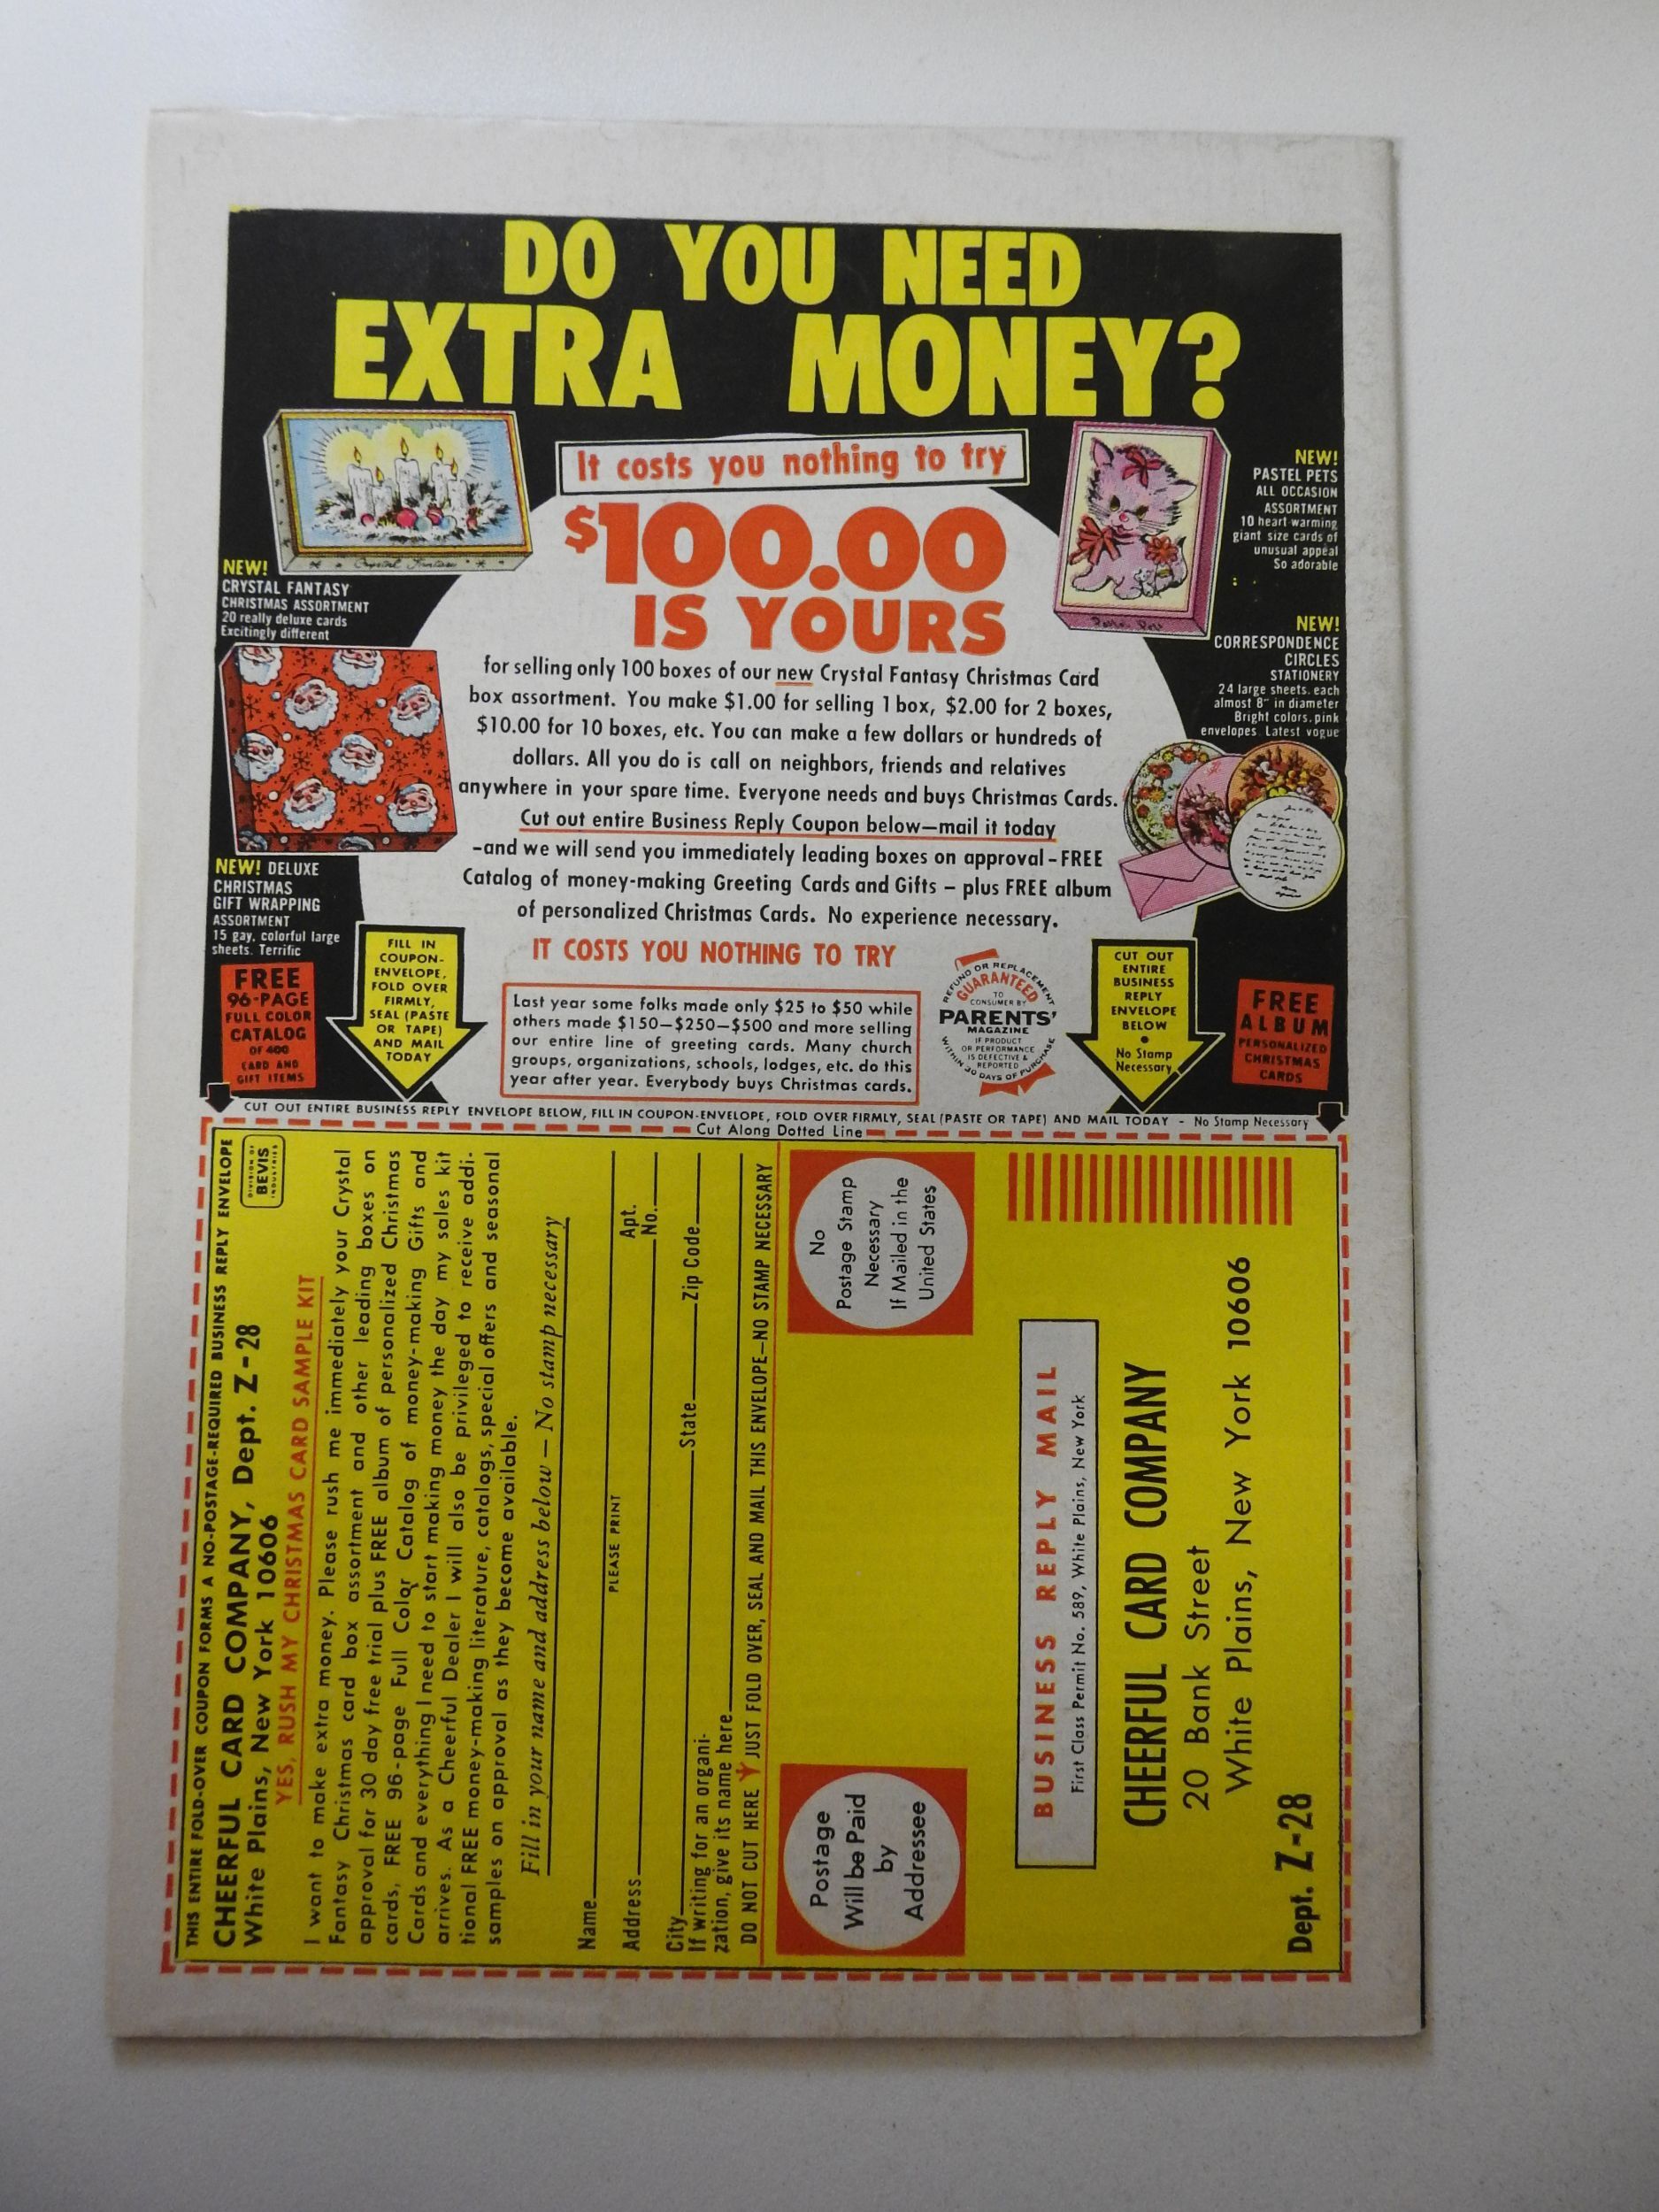 DO YOU NEED
EXTRA MONEY?
It costs you nothing to try
$100.00
IS YOURS
Crystal Fantasy
NEW!
CRYSTAL FANTASY
CHRISTMAS ASSORTMENT
20 really deluxe cards
Excitingly different
Pastel Pets
NEW!
PASTEL PETS
ALL OCCASION
ASSORTMENT
10 heart-warming
giant size cards of
unusual appeal
So adorable
NEW!
CORRESPONDENCE
CIRCLES
STATIONERY
24 large sheets, each
almost 8" in diameter
Bright colors, pink
envelopes. Latest vogue
for selling only 100 boxes of our new Crystal Fantasy Christmas Card
box assortment. You make $1.00 for selling 1 box, $2.00 for 2 boxes,
$10.00 for 10 boxes, etc. You can make a few dollars or hundreds of
dollars. All you do is call on neighbors, friends and relatives
anywhere in your spare time. Everyone needs and buys Christmas Cards.
Cut out entire Business Reply Coupon below—mail it today
-and we will send you immediately leading boxes on approval - FREE
Catalog of money-making Greeting Cards and Gifts – plus FREE album
of personalized Christmas Cards. No experience necessary.
NEW! DELUXE
CHRISTMAS
GIFT WRAPPING
ASSORTMENT
15 gay, colorful large
sheets. Terrific
FREE
96-PAGE
FULL COLOR
CATALOG
OF 400
CARD AND
GIFT ITEMS
FILL IN
COUPON-
ENVELOPE,
FOLD OVER
FIRMLY,
SEAL (PASTE
OR TAPE)
AND MAIL
TODAY
IT COSTS YOU NOTHING TO TRY
Last year some folks made only $25 to $50 while
others made $150—$250—$500 and more selling
our entire line of greeting cards. Many church
groups, organizations, schools, lodges, etc. do this
year after year. Everybody buys Christmas cards.
REFUND OR REPLACEMENT
GUARANTEED
TO
CONSUMER BY
PARENTS'
MAGAZINE
IF PRODUCT
OR PERFORMANCE
IS DEFECTIVE &
REPORTED
WITHIN 30 DAYS OF PURCHASE
CUT OUT
ENTIRE
BUSINESS
REPLY
ENVELOPE
BELOW
•
No Stamp
Necessary
FREE
ALBUM
PERSONALIZED
CHRISTMAS
CARDS
CUT OUT ENTIRE BUSINESS REPLY ENVELOPE BELOW, FILL IN COUPON-ENVELOPE, FOLD OVER FIRMLY, SEAL (PASTE OR TAPE) AND MAIL TODAY - No Stamp Necessary
Cut Along Dotted Line
THIS ENTIRE FOLD-OVER COUPON FORMS A NO-POSTAGE-REQUIRED BUSINESS REPLY ENVELOPE
CHEERFUL CARD COMPANY, Dept. Z-28
White Plains, New York 10606
DIVISION OF
BEVIS
INDUSTRIES
YES, RUSH MY CHRISTMAS CARD SAMPLE KIT
I want to make extra money. Please rush me immediately your Crystal
Fantasy Christmas card box assortment and other leading boxes on
approval for 30 day free trial plus FREE album of personalized Christmas
cards, FREE 96-page Full Color Catalog of money-making Gifts and
Cards and everything I need to start making money the day my sales kit
arrives. As a Cheerful Dealer I will also be privileged to receive addi-
tional FREE money-making literature, catalogs, special offers and seasonal
samples on approval as they become available.
Fill in your name and address below — No stamp necessary
Name
PLEASE PRINT
Address Apt. No.
City State Zip Code
If writing for an organi-
zation, give its name here
DO NOT CUT HERE JUST FOLD OVER, SEAL AND MAIL THIS ENVELOPE—NO STAMP NECESSARY
Postage
Will be Paid
by
Addressee
No
Postage Stamp
Necessary
If Mailed in the
United States
BUSINESS REPLY MAIL
First Class Permit No. 589, White Plains, New York
CHEERFUL CARD COMPANY
20 Bank Street
White Plains, New York 10606
Dept. Z-28